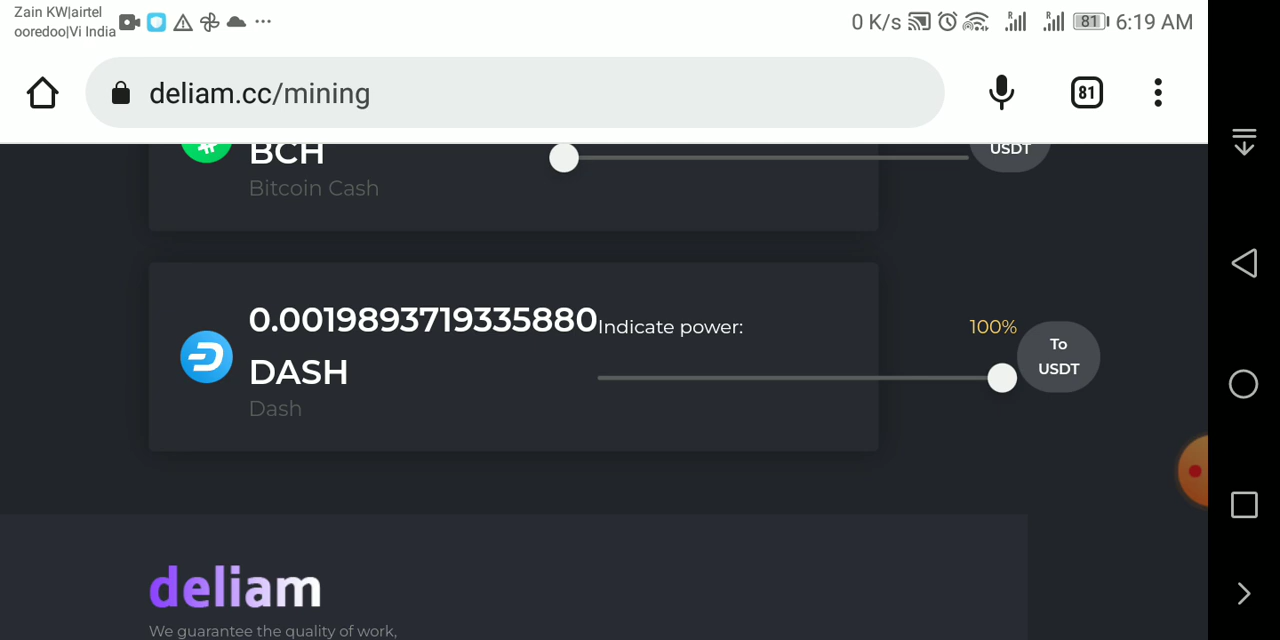 Zain KW|airtel
ooredoo|Vi India
0 K/s
81
6:19 AM
deliam.cc/mining
81
BCH
USDT
Bitcoin Cash
0.0019893719335880
Indicate power:
100%
To
USDT
DASH
Dash
deliam
We guarantee the quality of work,